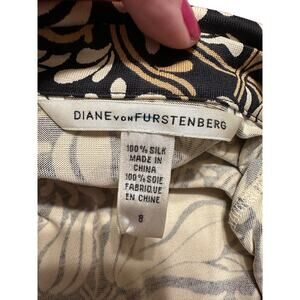 DIANE VON FURSTENBERG
100% SILK
MADE IN
CHINA
100% SOIE
FABRIQUE
EN CHINE
8